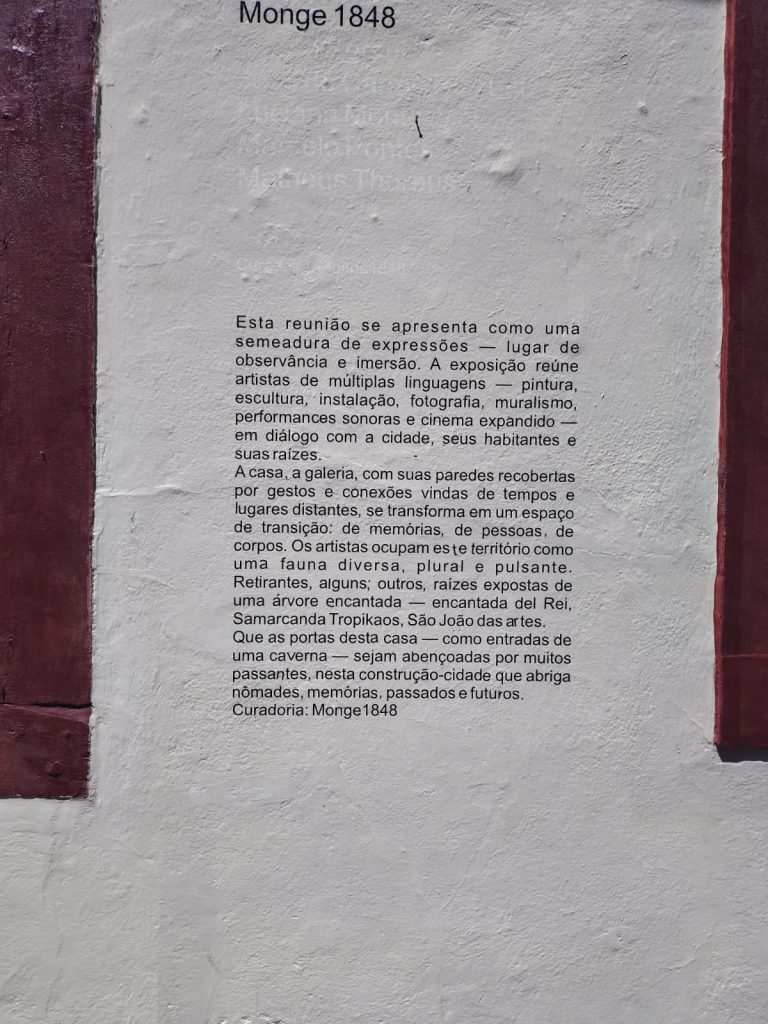 Monge 1848
Matheus
Monge1848
Esta reunião se apresenta como uma
semeadura de expressões — lugar de
observância e imersão. A exposição reúne
artistas de múltiplas linguagens — pintura,
escultura, instalação, fotografia, muralismo,
performances sonoras e cinema expandido —
em diálogo com a cidade, seus habitantes e
suas raízes.
A casa, a galeria, com suas paredes recobertas
por gestos e conexões vindas de tempos e
lugares distantes, se transforma em um espaço
de transição: de memórias, de pessoas, de
corpos. Os artistas ocupam este território como
uma fauna diversa, plural e pulsante.
Retirantes, alguns; outros, raízes expostas de
uma árvore encantada — encantada del Rei,
Samarcanda Tropikaos, São João das artes.
Que as portas desta casa — como entradas de
uma caverna — sejam abençoadas por muitos
passantes, nesta construção-cidade que abriga
nômades, memórias, passados e futuros.
Curadoria: Monge1848